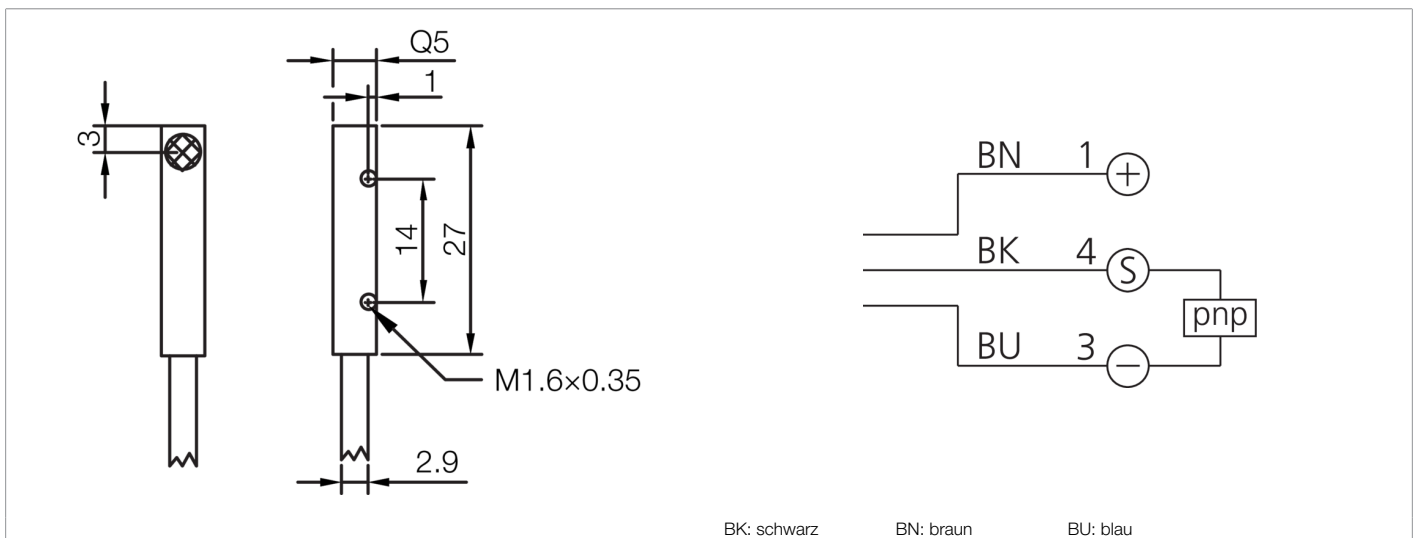 Q5
1
3
14
27
M1.6×0.35
2.9
BN 1
BK 4 S
pnp
BU 3
BK: schwarz BN: braun BU: blau